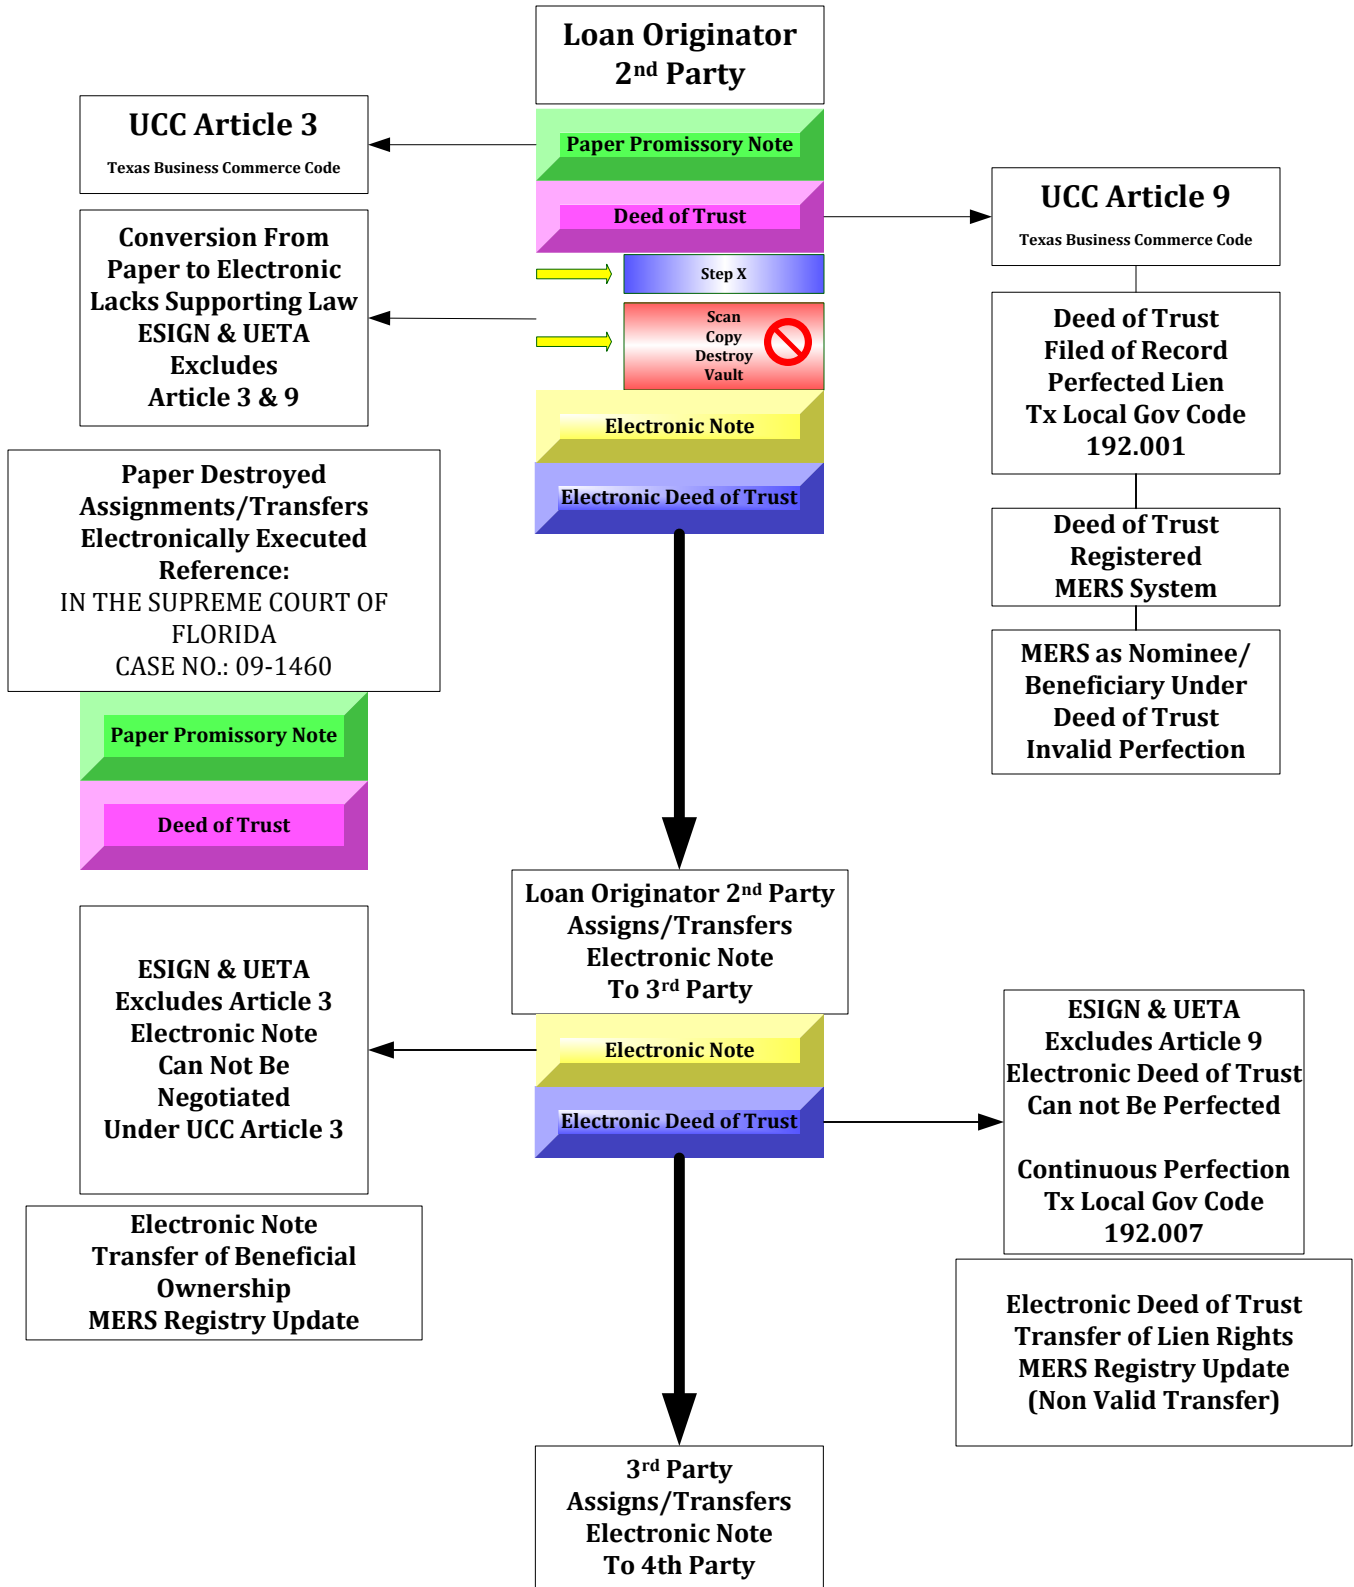 Loan Originator
2nd Party
UCC Article 3
Texas Business Commerce Code
Paper Promissory Note
Deed of Trust
UCC Article 9
Texas Business Commerce Code
Conversion From
Paper to Electronic
Lacks Supporting Law
ESIGN & UETA
Excludes
Article 3 & 9
Step X
Scan
Copy
Destroy
Vault
Deed of Trust
Filed of Record
Perfected Lien
Tx Local Gov Code
192.001
Electronic Note
Electronic Deed of Trust
Paper Destroyed
Assignments/Transfers
Electronically Executed
Reference:
IN THE SUPREME COURT OF
FLORIDA
CASE NO.: 09-1460
Deed of Trust
Registered
MERS System
MERS as Nominee/
Beneficiary Under
Deed of Trust
Invalid Perfection
Paper Promissory Note
Deed of Trust
Loan Originator 2nd Party
Assigns/Transfers
Electronic Note
To 3rd Party
ESIGN & UETA
Excludes Article 3
Electronic Note
Can Not Be
Negotiated
Under UCC Article 3
Electronic Note
Electronic Deed of Trust
ESIGN & UETA
Excludes Article 9
Electronic Deed of Trust
Can not Be Perfected
Continuous Perfection
Tx Local Gov Code
192.007
Electronic Note
Transfer of Beneficial
Ownership
MERS Registry Update
Electronic Deed of Trust
Transfer of Lien Rights
MERS Registry Update
(Non Valid Transfer)
3rd Party
Assigns/Transfers
Electronic Note
To 4th Party